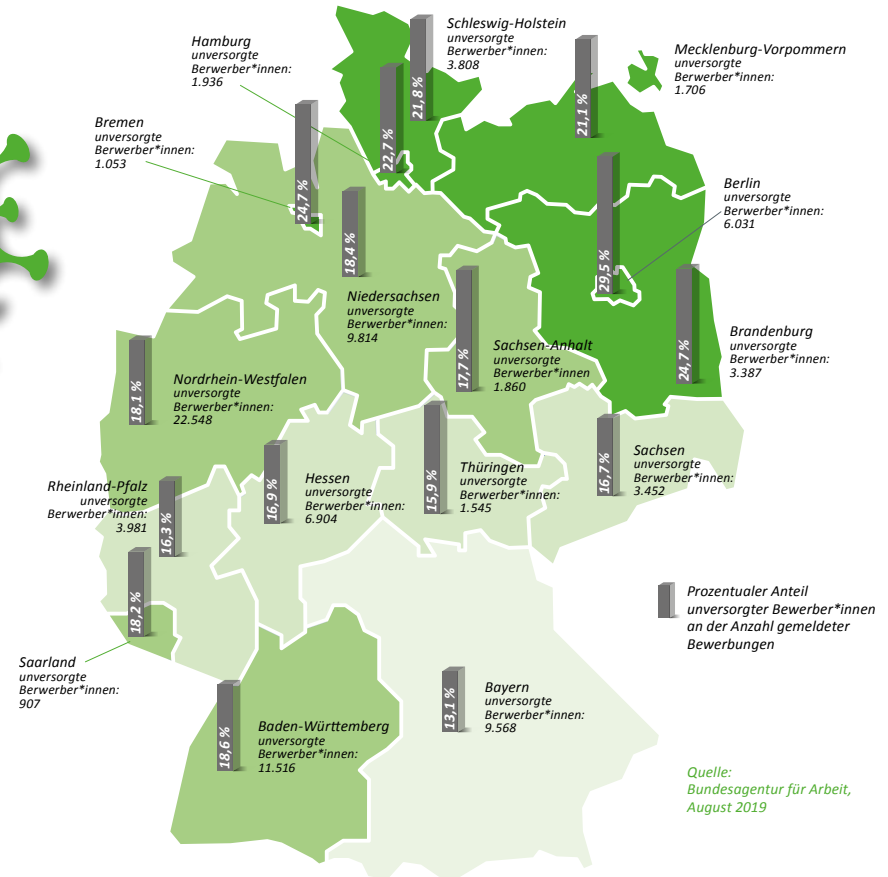 Schleswig-Holstein
unversorgte
Berwerber*innen:
3.808
21,8 %
Hamburg
unversorgte
Berwerber*innen:
1.936
22,7 %
Mecklenburg-Vorpommern
unversorgte
Berwerber*innen:
1.706
21,1 %
Bremen
unversorgte
Berwerber*innen:
1.053
24,7 %
Berlin
unversorgte
Berwerber*innen:
6.031
29,5 %
18,4 %
Niedersachsen
unversorgte
Berwerber*innen:
9.814
17,7 %
Sachsen-Anhalt
unversorgte
Berwerber*innen
1.860
24,7 %
Brandenburg
unversorgte
Berwerber*innen:
3.387
18,1 %
Nordrhein-Westfalen
unversorgte
Berwerber*innen:
22.548
Rheinland-Pfalz
unversorgte
Berwerber*innen:
3.981
16,3 %
16,9 %
Hessen
unversorgte
Berwerber*innen:
6.904
15,9 %
Thüringen
unversorgte
Berwerber*innen:
1.545
16,7 %
Sachsen
unversorgte
Berwerber*innen:
3.452
18,2 %
Saarland
unversorgte
Berwerber*innen:
907
18,6 %
Baden-Württemberg
unversorgte
Berwerber*innen:
11.516
13,1 %
Bayern
unversorgte
Berwerber*innen:
9.568
Prozentualer Anteil
unversorgter Bewerber*innen
an der Anzahl gemeldeter
Bewerbungen
Quelle:
Bundesagentur für Arbeit,
August 2019